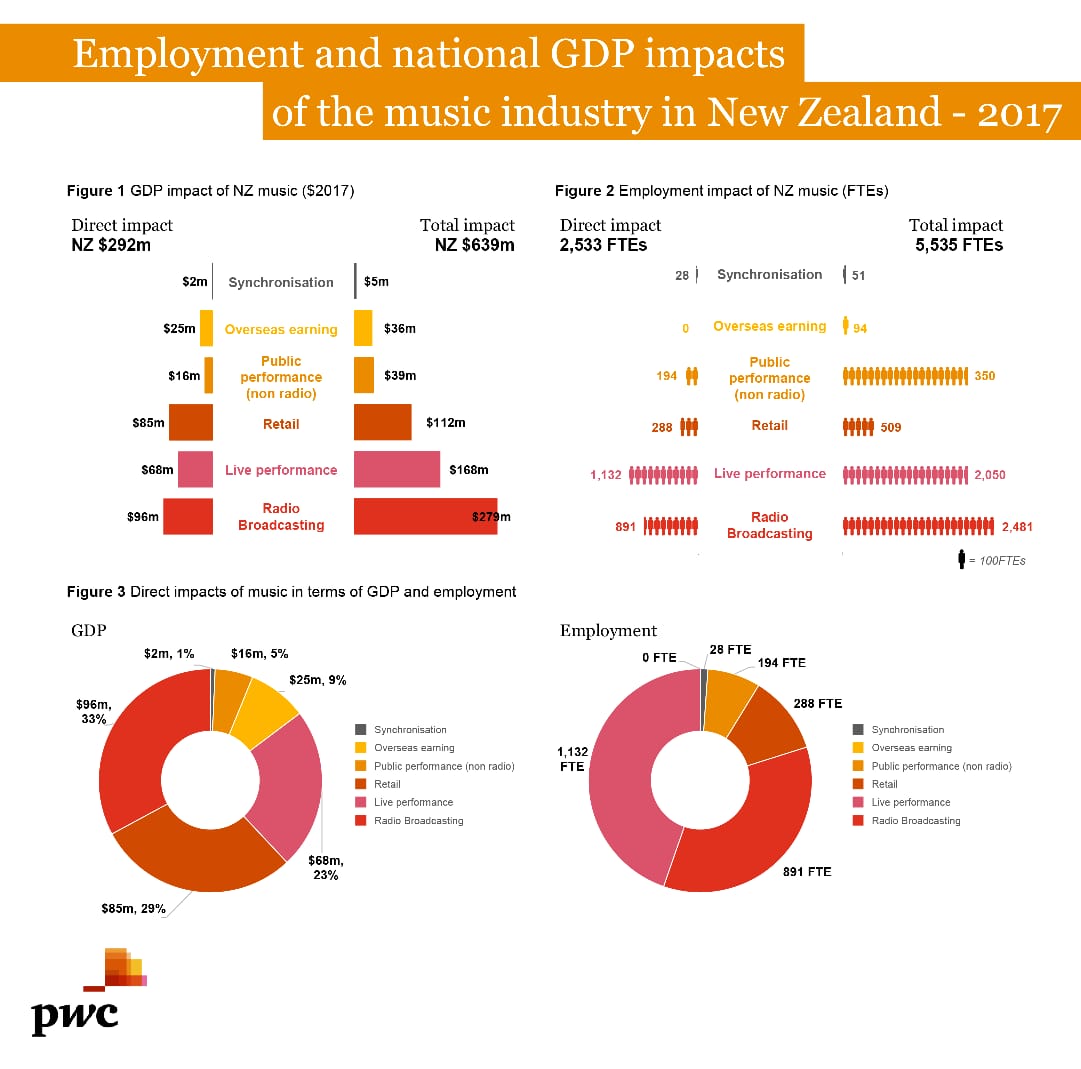 Employment and national GDP impacts
of the music industry in New Zealand - 2017
Figure 1 GDP impact of NZ music ($2017)
Direct impact
NZ $292m
Total impact
NZ $639m
$2m
Synchronisation
$5m
$25m
Overseas earning
$36m
$16m
Public
performance
(non radio)
$39m
$85m
Retail
$112m
$68m
Live performance
$168m
$96m
Radio
Broadcasting
$279m
Figure 2 Employment impact of NZ music (FTEs)
Direct impact
2,533 FTEs
Total impact
5,535 FTEs
28
Synchronisation
51
0
Overseas earning
94
194
Public
performance
(non radio)
350
288
Retail
509
1,132
Live performance
2,050
891
Radio
Broadcasting
2,481
= 100FTEs
Figure 3 Direct impacts of music in terms of GDP and employment
GDP
$2m, 1%
$16m, 5%
$25m, 9%
$96m,
33%
$68m,
23%
$85m, 29%
Synchronisation
Overseas earning
Public performance (non radio)
Retail
Live performance
Radio Broadcasting
Employment
0 FTE
28 FTE
194 FTE
288 FTE
1,132
FTE
891 FTE
Synchronisation
Overseas earning
Public performance (non radio)
Retail
Live performance
Radio Broadcasting
pwc